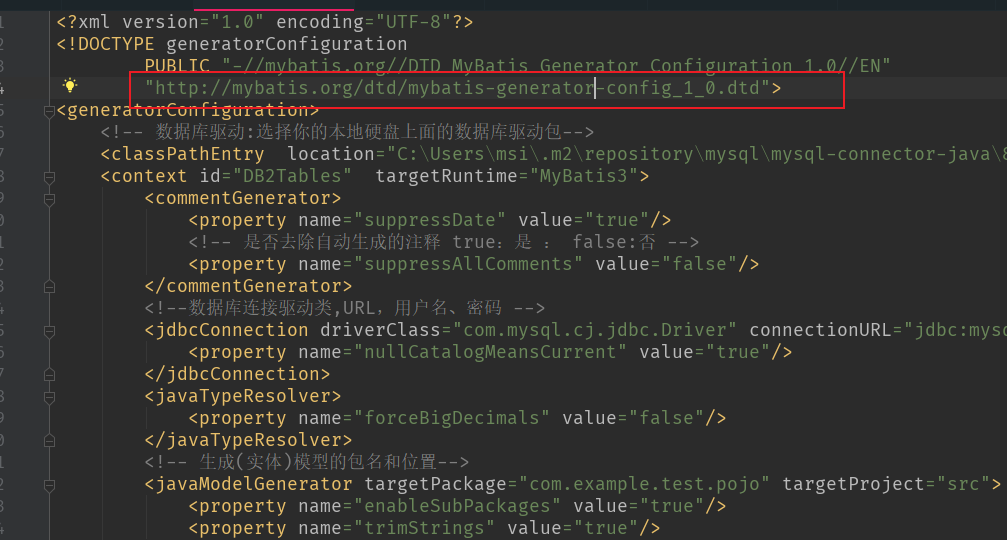 <?xml version="1.0" encoding="UTF-8"?>
<!DOCTYPE generatorConfiguration
PUBLIC "-//mybatis.org//DTD MyBatis Generator Configuration 1.0//EN"
"http://mybatis.org/dtd/mybatis-generator-config_1_0.dtd">
<generatorConfiguration>
<!-- 数据库驱动:选择你的本地硬盘上面的数据库驱动包-->
<classPathEntry  location="C:\Users\msi\.m2\repository\mysql\mysql-connector-java\8
<context id="DB2Tables"  targetRuntime="MyBatis3">
<commentGenerator>
<property name="suppressDate" value="true"/>
<!-- 是否去除自动生成的注释 true：是 ： false:否 -->
<property name="suppressAllComments" value="false"/>
</commentGenerator>
<!--数据库连接驱动类,URL，用户名、密码 -->
<jdbcConnection driverClass="com.mysql.cj.jdbc.Driver" connectionURL="jdbc:mysq
<property name="nullCatalogMeansCurrent" value="true"/>
</jdbcConnection>
<javaTypeResolver>
<property name="forceBigDecimals" value="false"/>
</javaTypeResolver>
<!-- 生成(实体)模型的包名和位置-->
<javaModelGenerator targetPackage="com.example.test.pojo" targetProject="src">
<property name="enableSubPackages" value="true"/>
<property name="trimStrings" value="true"/>